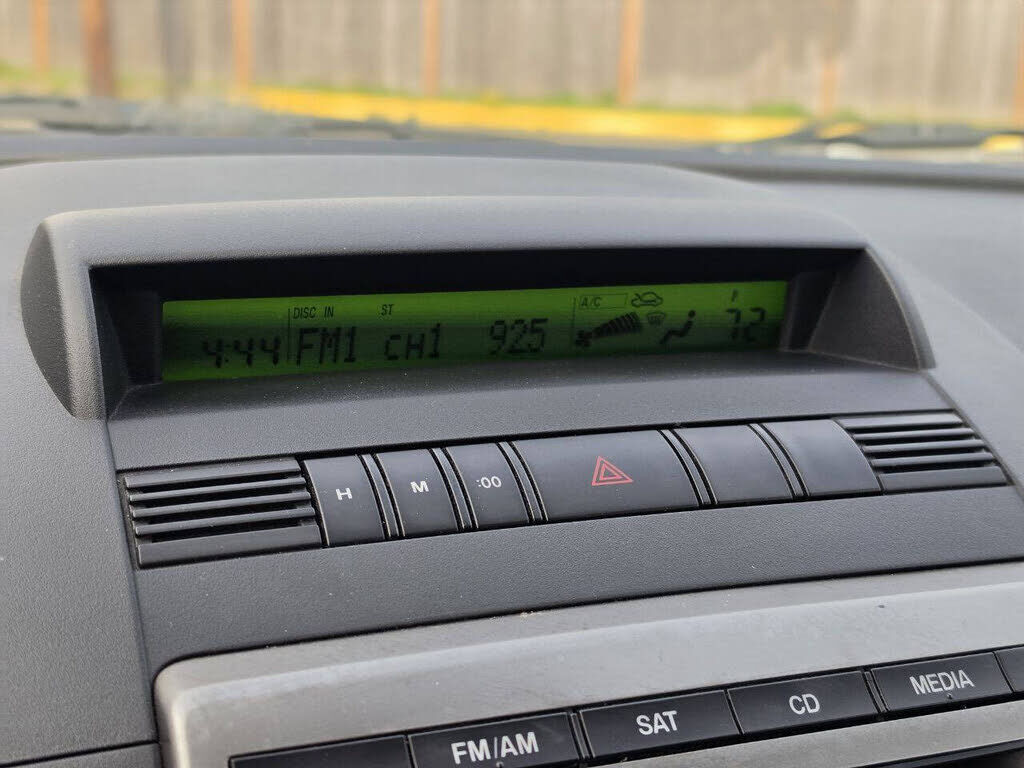 DISC IN ST A/C F
4:44 FM1 CH1 925 72
H M :00
FM/AM SAT CD MEDIA